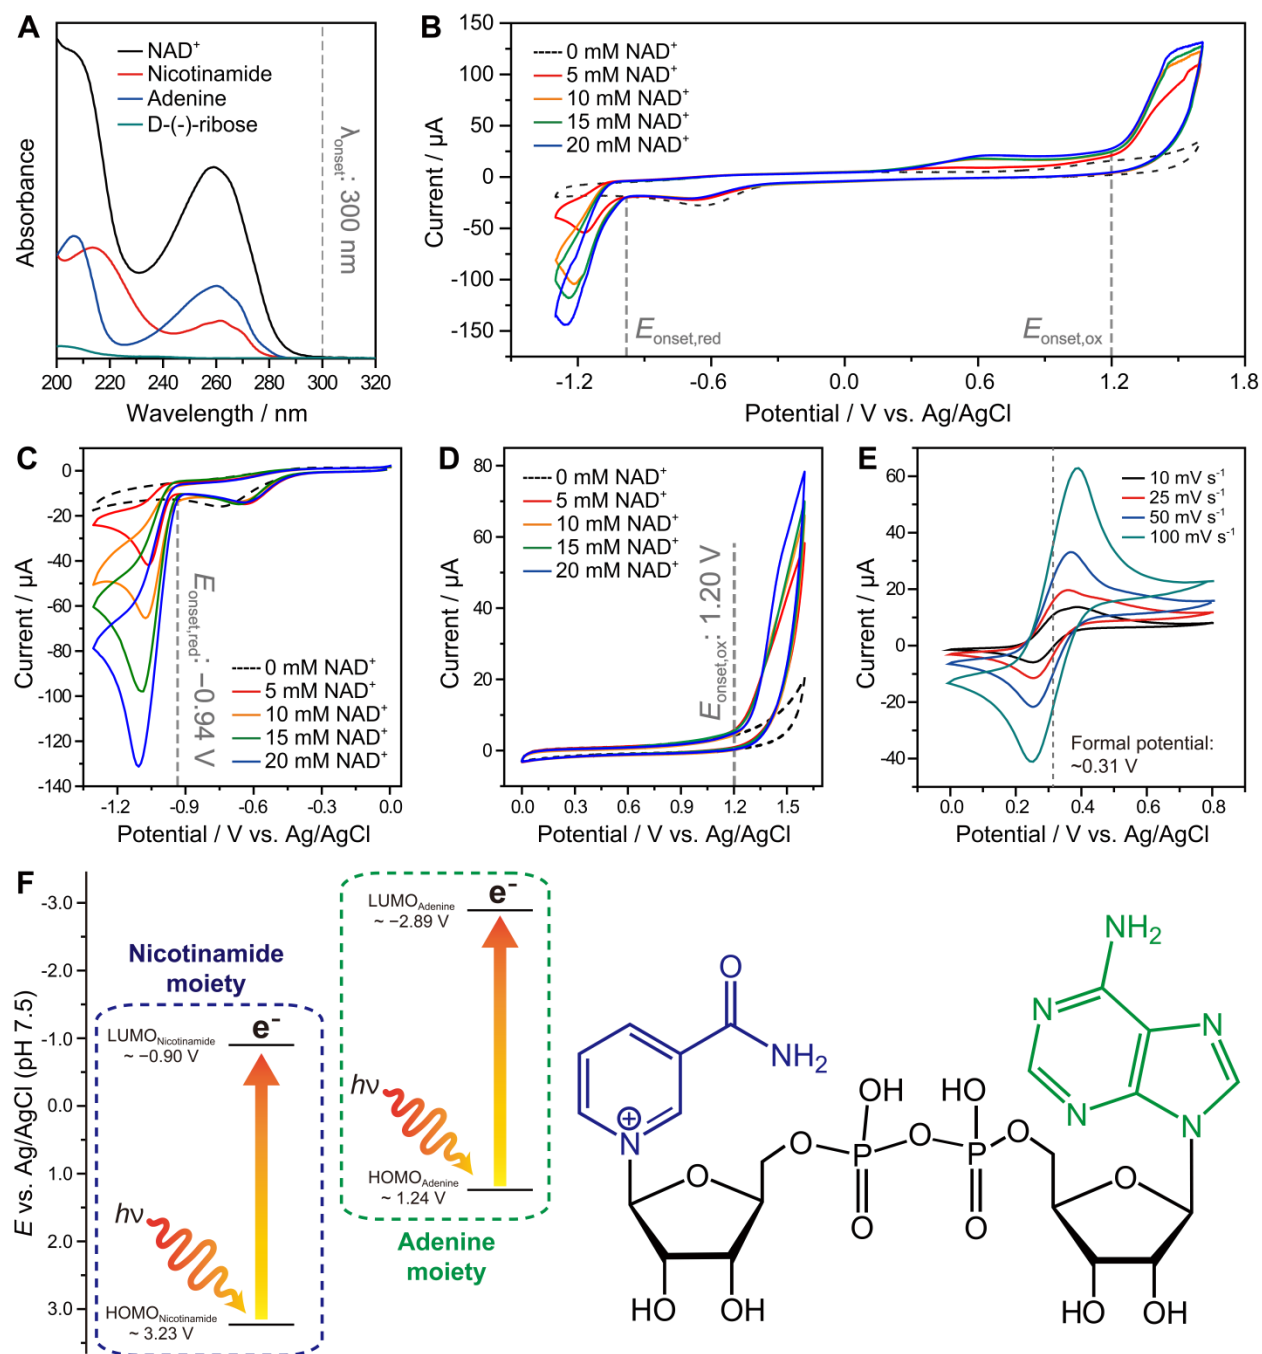 A
NAD⁺
Nicotinamide
Adenine
D-(-)-ribose
λonset: 300 nm
Absorbance
200 220 240 260 280 300 320
Wavelength / nm
B
0 mM NAD⁺
5 mM NAD⁺
10 mM NAD⁺
15 mM NAD⁺
20 mM NAD⁺
150
100
50
0
-50
-100
-150
Current / μA
Eonset,red
Eonset,ox
-1.2 -0.6 0.0 0.6 1.2 1.8
Potential / V vs. Ag/AgCl
C
0
-20
-40
-60
-80
-100
-120
-140
Current / μA
Eonset,red: −0.94 V
0 mM NAD⁺
5 mM NAD⁺
10 mM NAD⁺
15 mM NAD⁺
20 mM NAD⁺
-1.2 -0.9 -0.6 -0.3 0.0
Potential / V vs. Ag/AgCl
D
80
60
40
20
0
Current / μA
0 mM NAD⁺
5 mM NAD⁺
10 mM NAD⁺
15 mM NAD⁺
20 mM NAD⁺
Eonset,ox: 1.20 V
0.0 0.3 0.6 0.9 1.2 1.5
Potential / V vs. Ag/AgCl
E
60
40
20
0
-20
-40
Current / μA
10 mV s⁻¹
25 mV s⁻¹
50 mV s⁻¹
100 mV s⁻¹
Formal potential:
~0.31 V
0.0 0.2 0.4 0.6 0.8
Potential / V vs. Ag/AgCl
F
-3.0
-2.0
-1.0
0.0
1.0
2.0
3.0
E vs. Ag/AgCl (pH 7.5)
Nicotinamide
moiety
LUMONicotinamide
~ −0.90 V
e⁻
hν
HOMONicotinamide
~ 3.23 V
LUMOAdenine
~ −2.89 V
e⁻
hν
HOMOAdenine
~ 1.24 V
Adenine
moiety
O
NH₂
+
N
O
HO
OH
O
OH
P
O
O
HO
P
O
O
O
HO
OH
NH₂
N
N
N
N